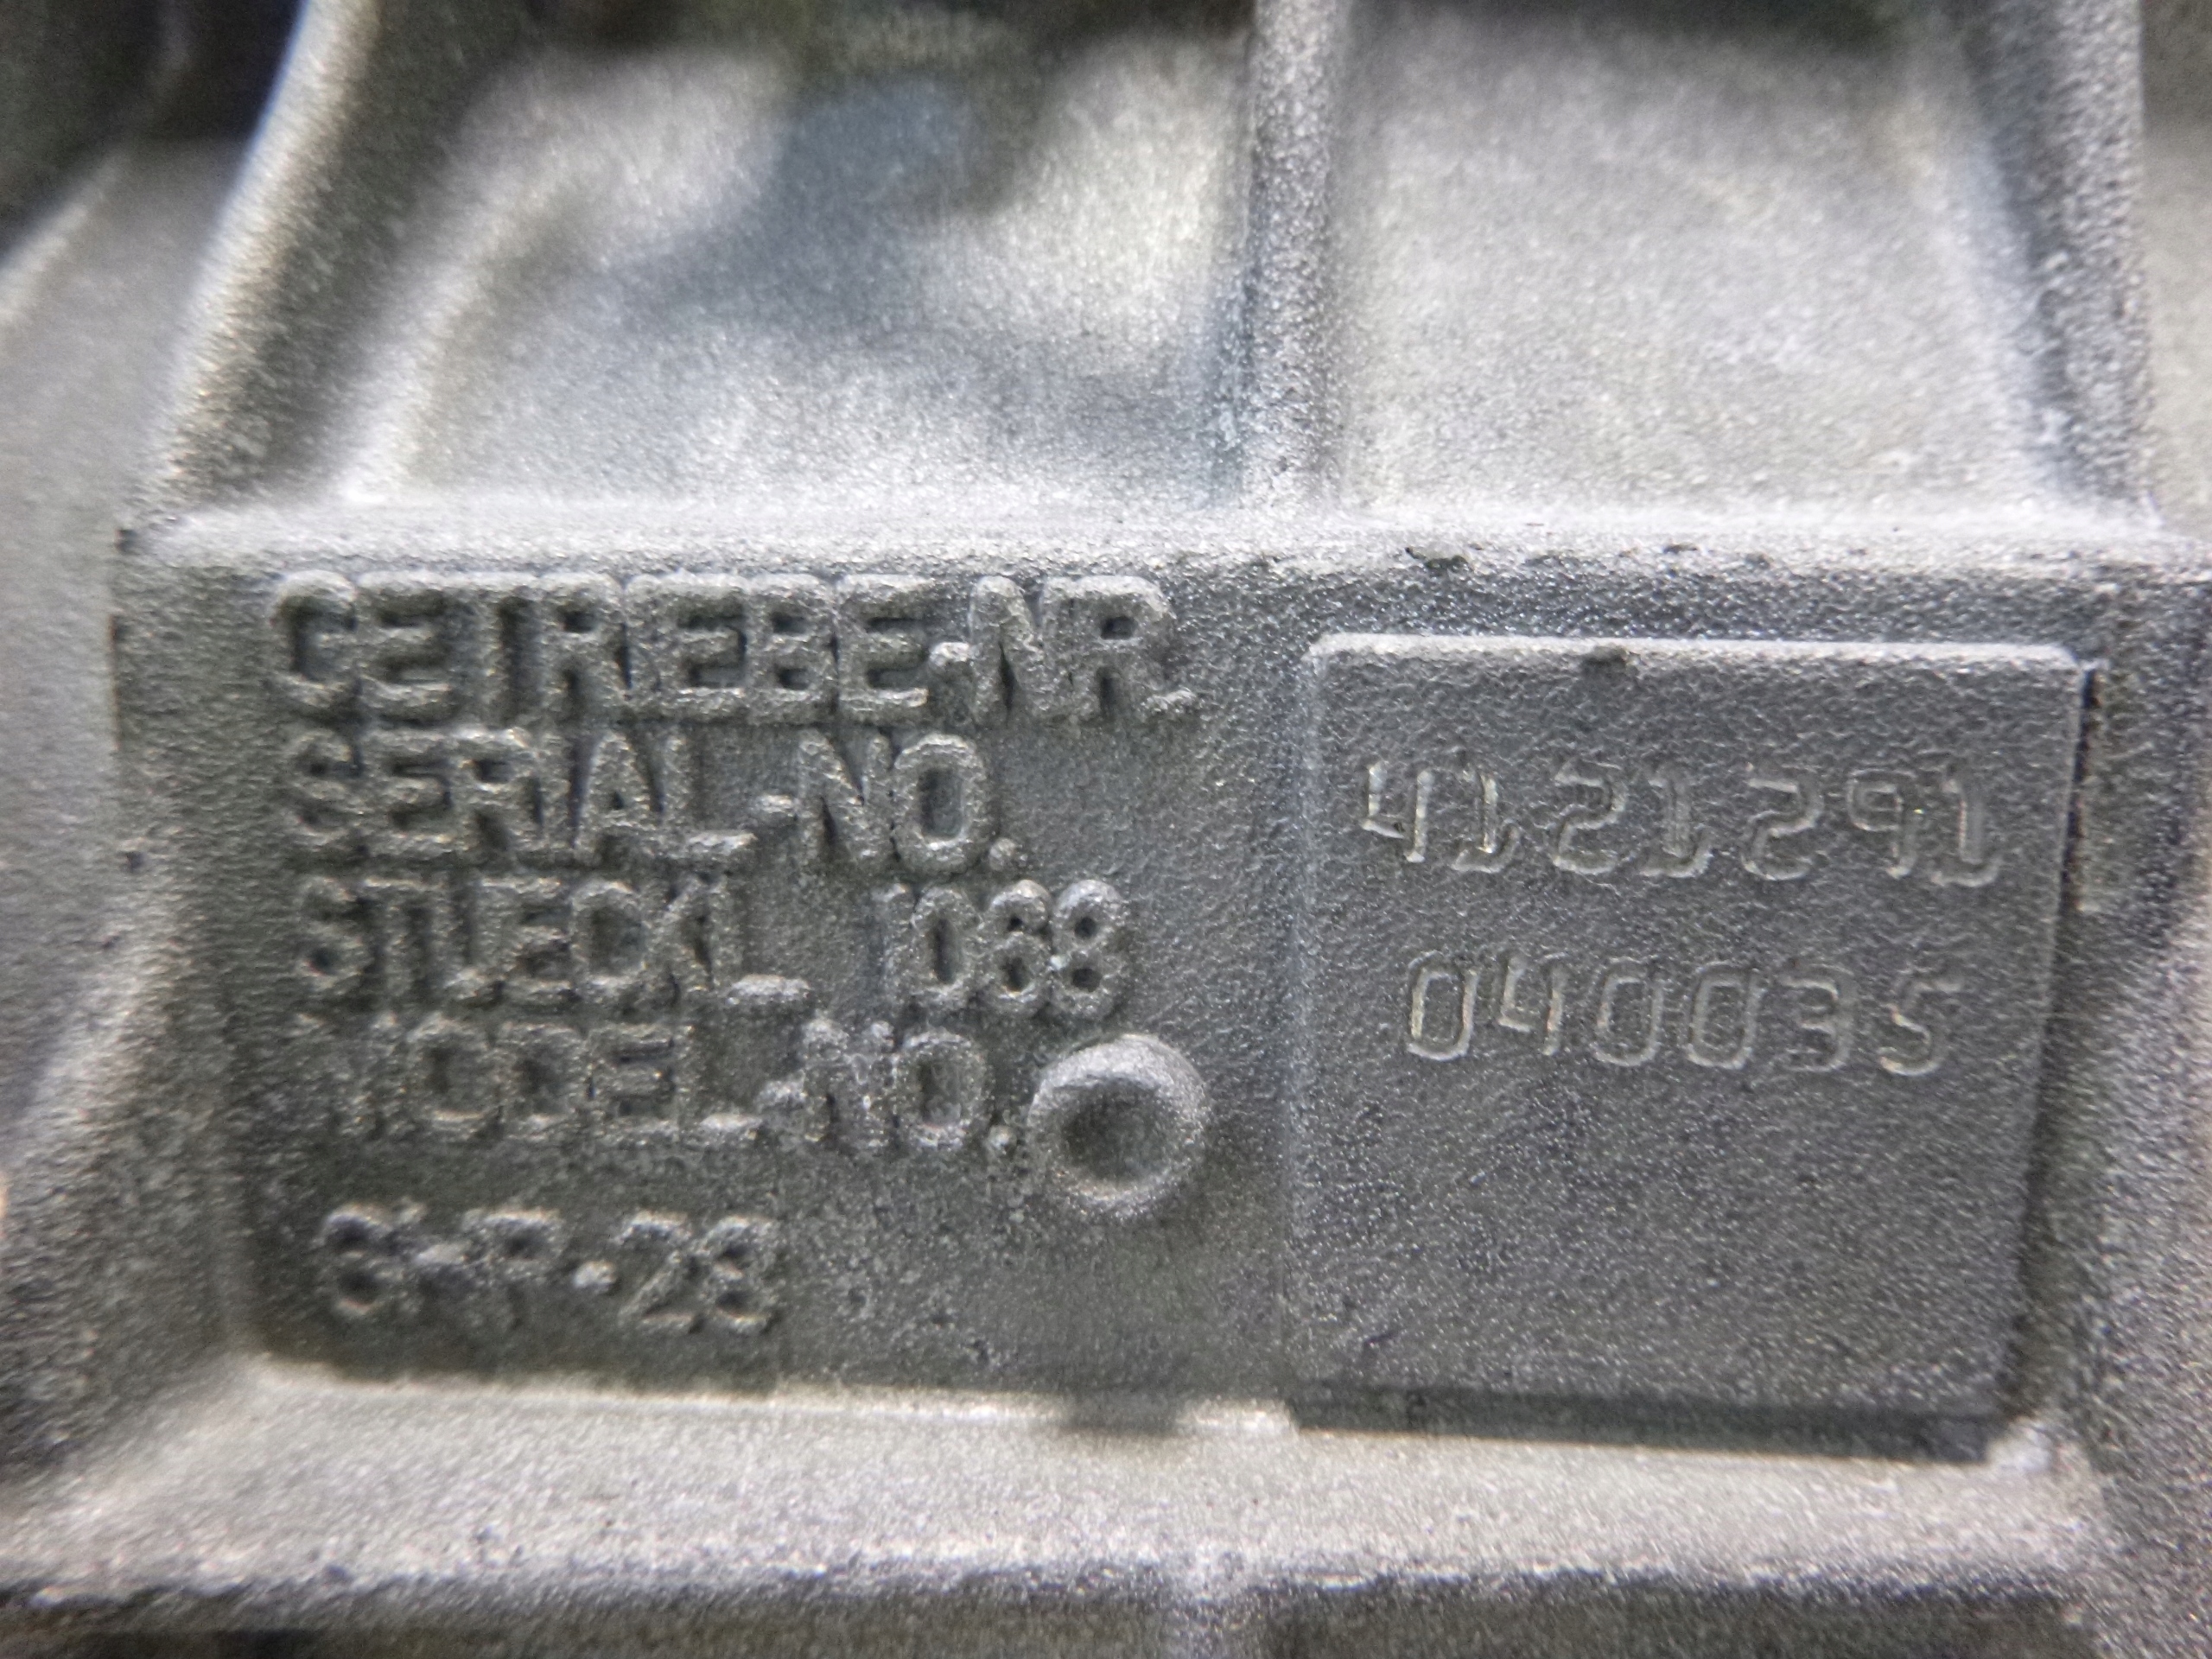 GETRIEBE-NR.
SERIAL-NO. 4121291
STUECKL. 1068 040035
MODEL-NO.
6HP-28